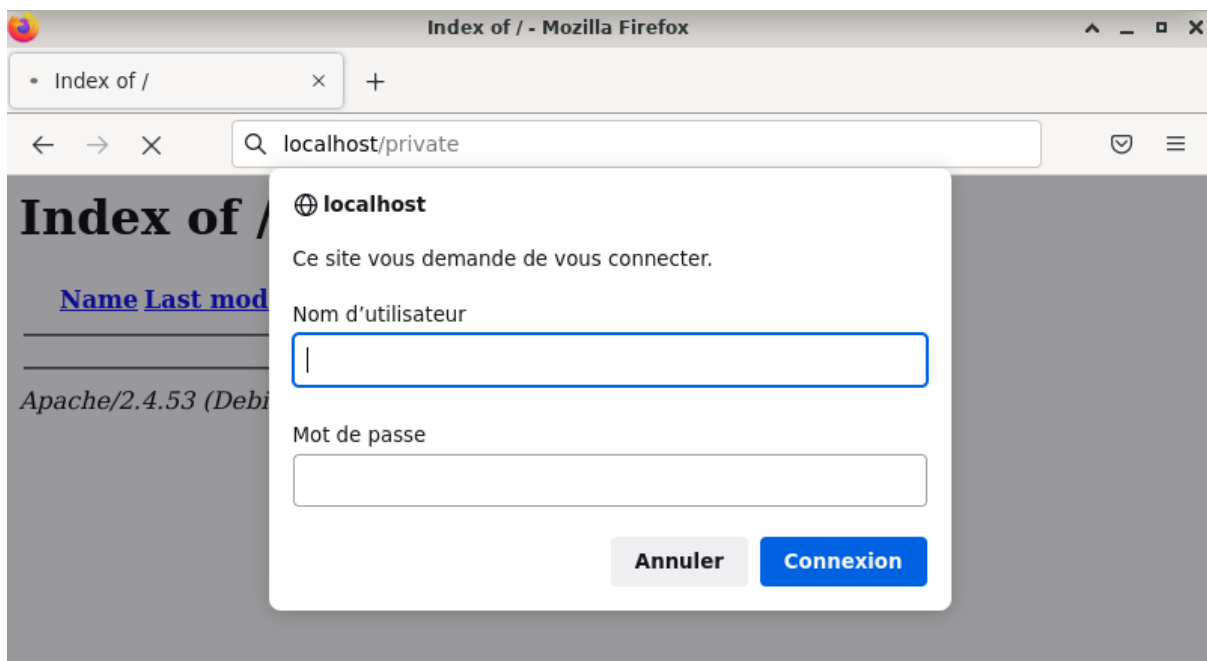 Index of / - Mozilla Firefox
Index of /
localhost/private
localhost
Ce site vous demande de vous connecter.
Nom d’utilisateur
Mot de passe
Annuler Connexion
Index of /
Name Last mod
Apache/2.4.53 (Debi